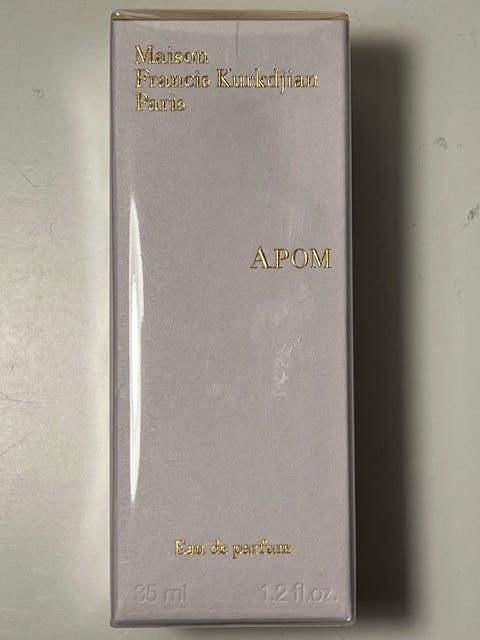 Maison
Francis Kurkdjian
Paris
APOM
Eau de parfum
35 ml 1.2 fl.oz.